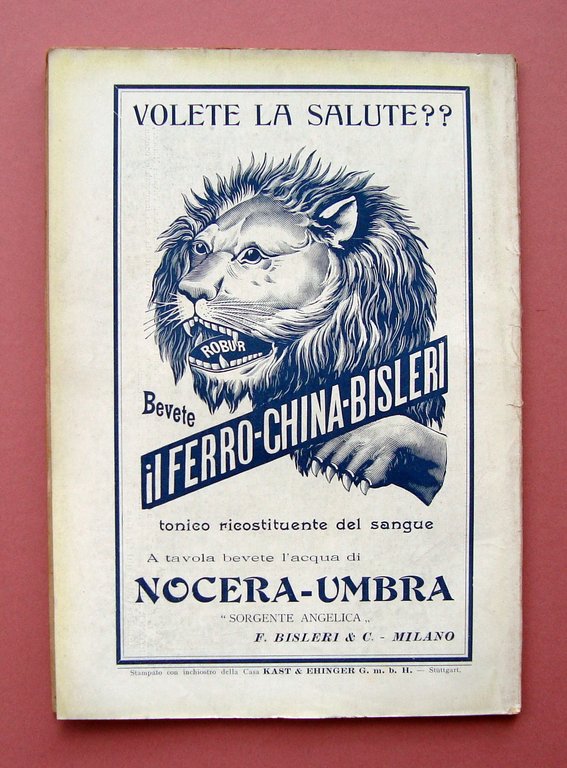 VOLETE LA SALUTE??
ROBUR
Bevete
il FERRO-CHINA-BISLERI
tonico ricostituente del sangue
A tavola bevete l'acqua di
NOCERA-UMBRA
“ SORGENTE ANGELICA „
F. BISLERI & C. - MILANO
Stampato con inchiostro della Casa KAST & EHINGER G. m. b. H. — Stuttgart.